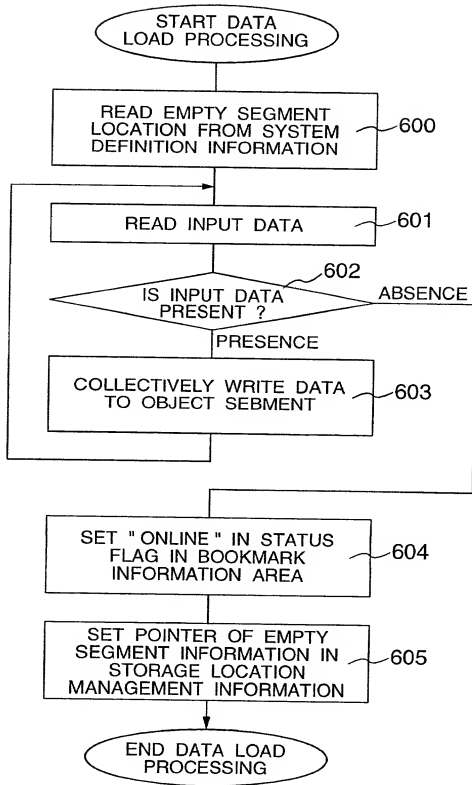 START DATA
LOAD PROCESSING
READ EMPTY SEGMENT
LOCATION FROM SYSTEM
DEFINITION INFORMATION
600
READ INPUT DATA
601
602
IS INPUT DATA
PRESENT ?
ABSENCE
PRESENCE
COLLECTIVELY WRITE DATA
TO OBJECT SEBMENT
603
SET "ONLINE" IN STATUS
FLAG IN BOOKMARK
INFORMATION AREA
604
SET POINTER OF EMPTY
SEGMENT INFORMATION IN
STORAGE LOCATION
MANAGEMENT INFORMATION
605
END DATA LOAD
PROCESSING